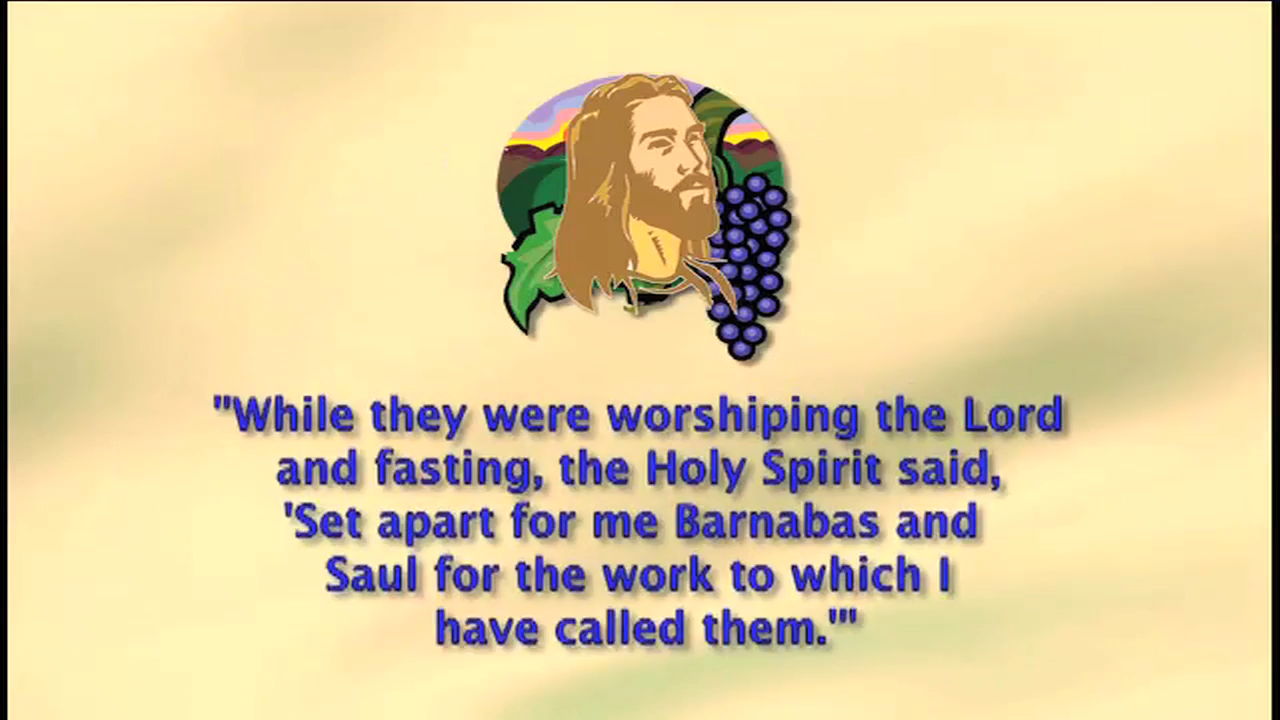 "While they were worshiping the Lord
and fasting, the Holy Spirit said,
'Set apart for me Barnabas and
Saul for the work to which I
have called them.'"